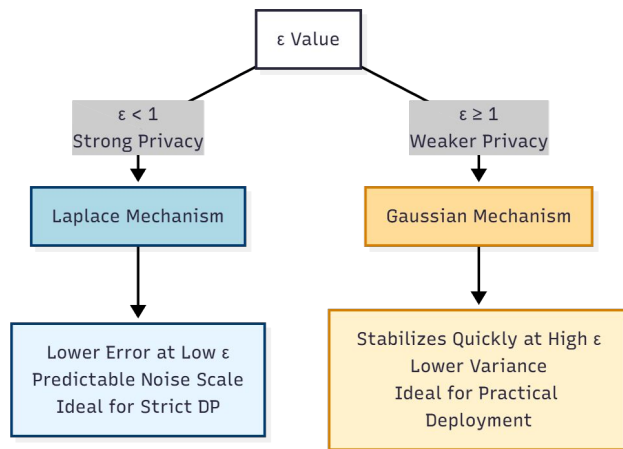 ε Value
ε < 1
Strong Privacy
ε ≥ 1
Weaker Privacy
Laplace Mechanism
Gaussian Mechanism
Lower Error at Low ε
Predictable Noise Scale
Ideal for Strict DP
Stabilizes Quickly at High ε
Lower Variance
Ideal for Practical
Deployment